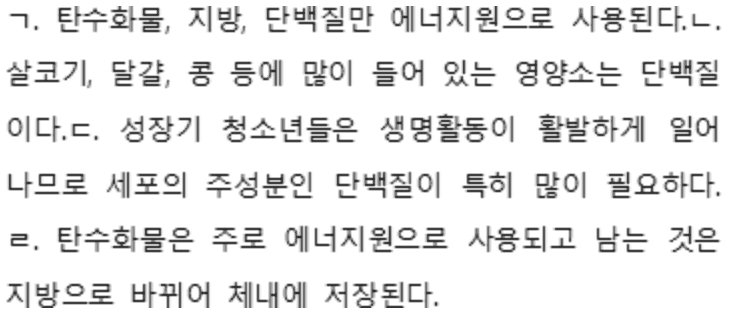 ㄱ. 탄수화물, 지방, 단백질만 에너지원으로 사용된다.ㄴ.
살코기, 달걀, 콩 등에 많이 들어 있는 영양소는 단백질
이다.ㄷ. 성장기 청소년들은 생명활동이 활발하게 일어
나므로 세포의 주성분인 단백질이 특히 많이 필요하다.
ㄹ. 탄수화물은 주로 에너지원으로 사용되고 남는 것은
지방으로 바뀌어 체내에 저장된다.